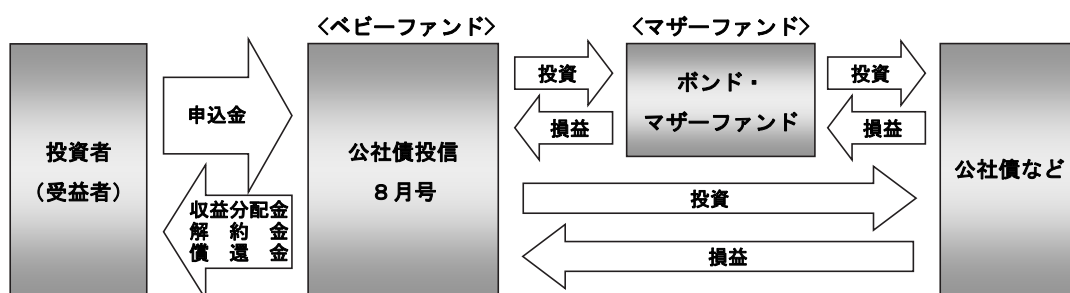 <ベビーファンド>
<マザーファンド>
投資者
(受益者)
申込金
収益分配金
解約金
償還金
公社債投信
8月号
投資
損益
ボンド・
マザーファンド
投資
損益
投資
損益
公社債など